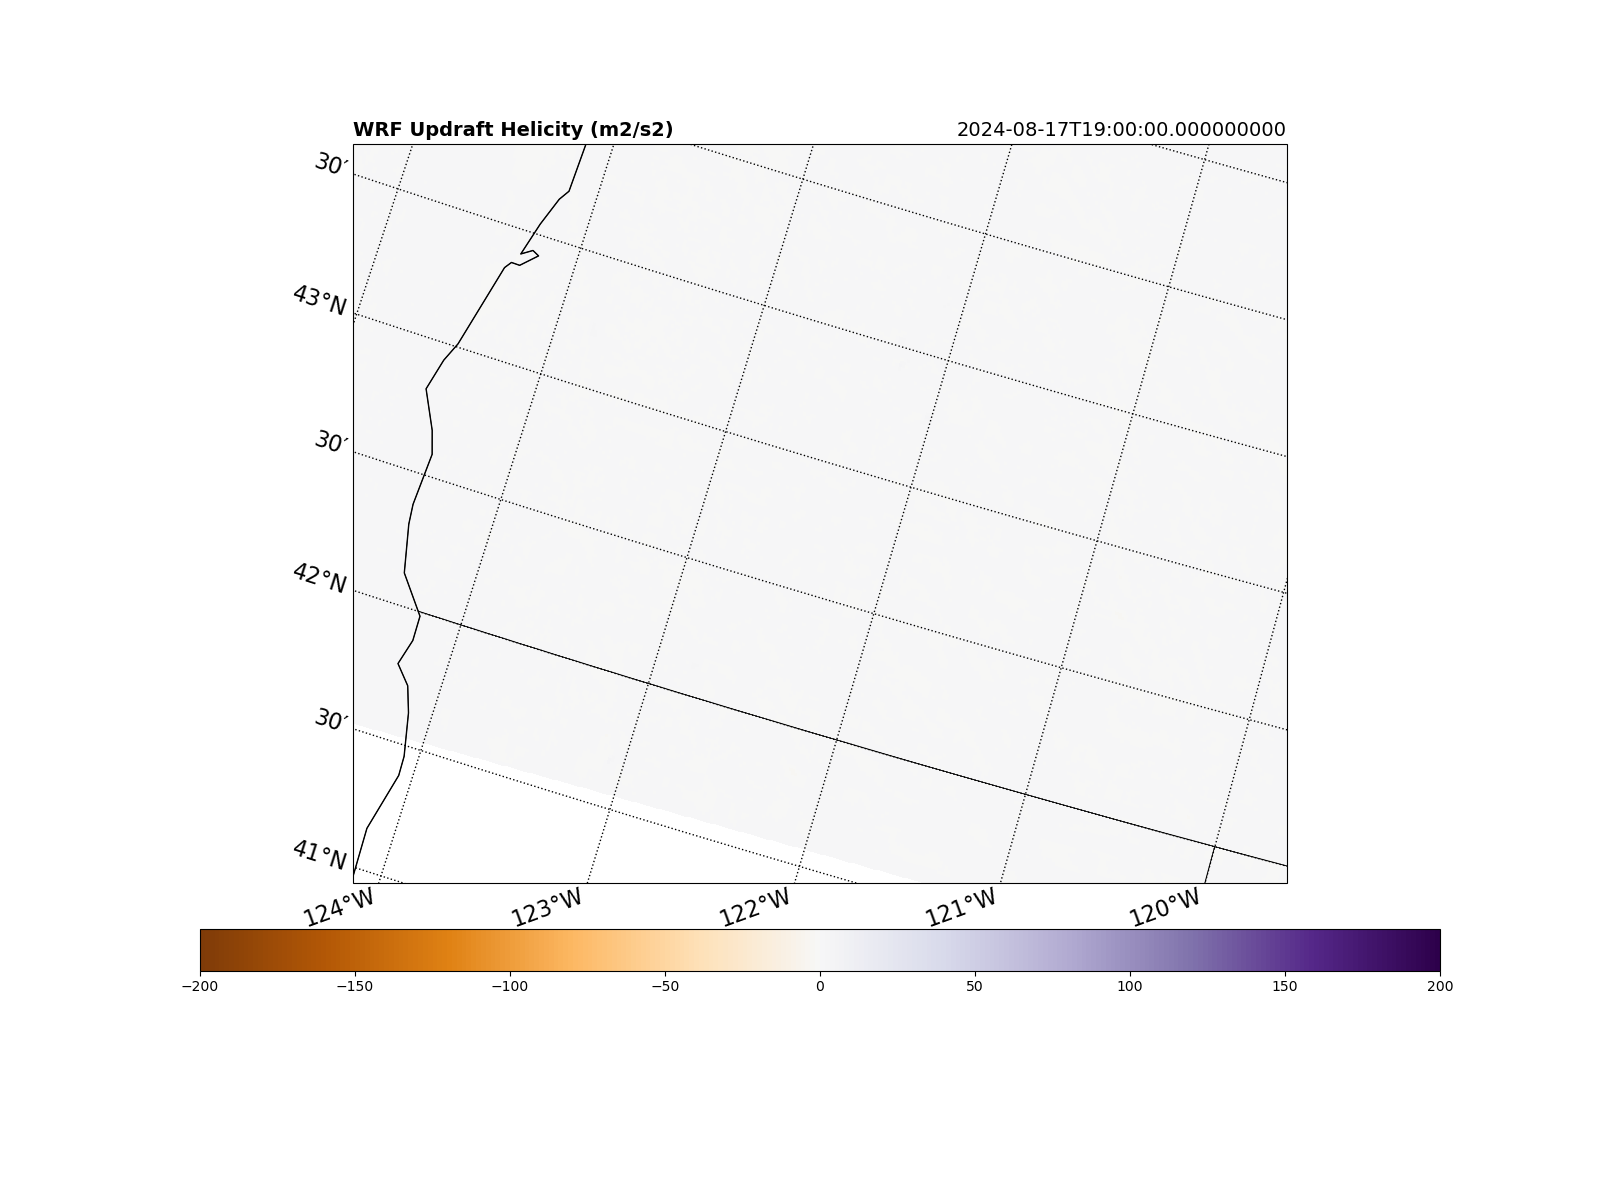 WRF Updraft Helicity (m2/s2) 2024-08-17T19:00:00.000000000
30′
43°N
30′
42°N
30′
41°N
124°W 123°W 122°W 121°W 120°W
−200 −150 −100 −50 0 50 100 150 200